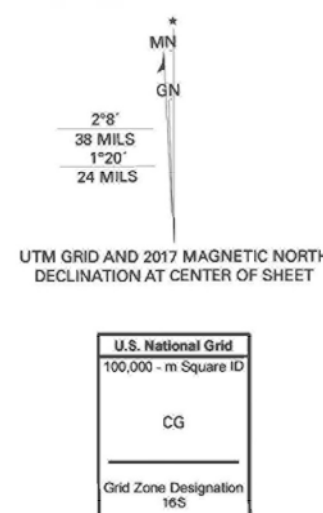 ★
MN
GN
2°8´
38 MILS
1°20´
24 MILS
UTM GRID AND 2017 MAGNETIC NORTH
DECLINATION AT CENTER OF SHEET
U.S. National Grid
100,000 - m Square ID
CG
Grid Zone Designation
16S